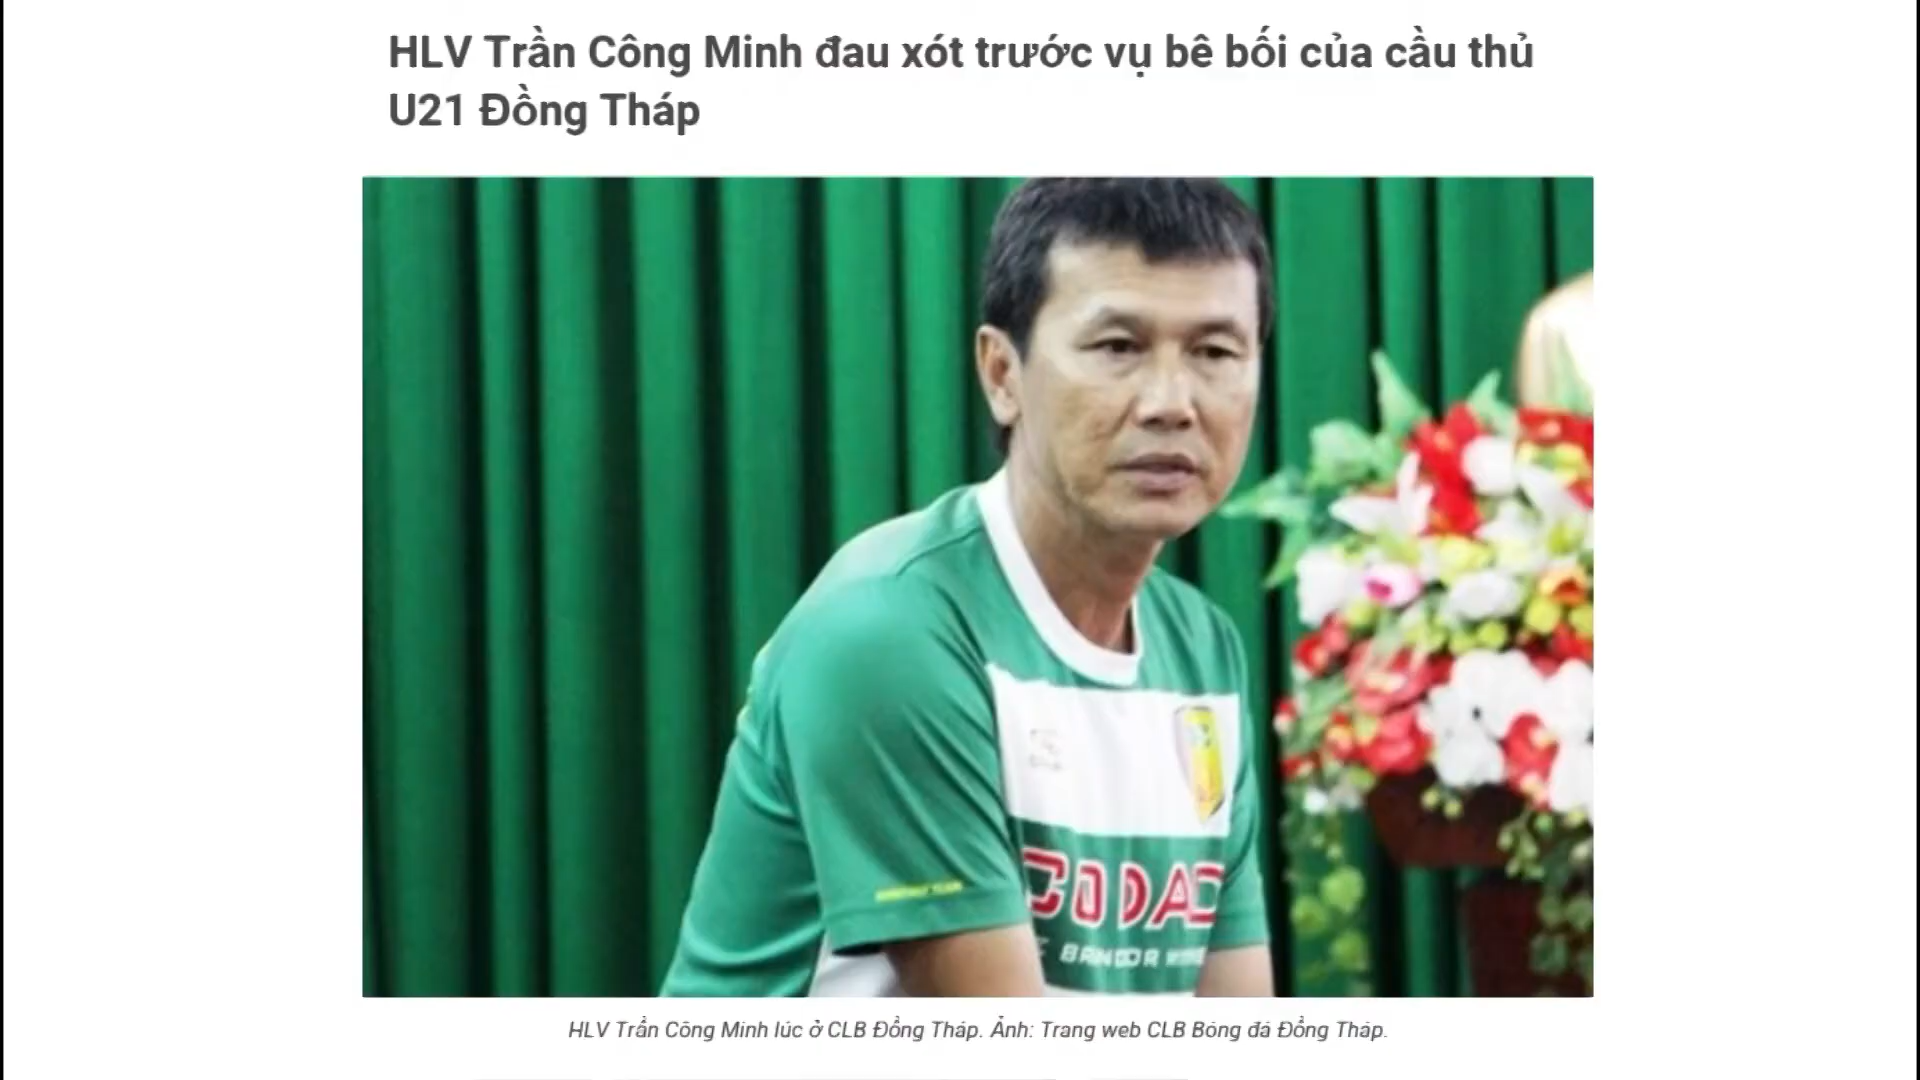 HLV Trần Công Minh đau xót trước vụ bê bối của cầu thủ
U21 Đồng Tháp
HLV Trần Công Minh lúc ở CLB Đồng Tháp. Ảnh: Trang web CLB Bóng đá Đồng Tháp.